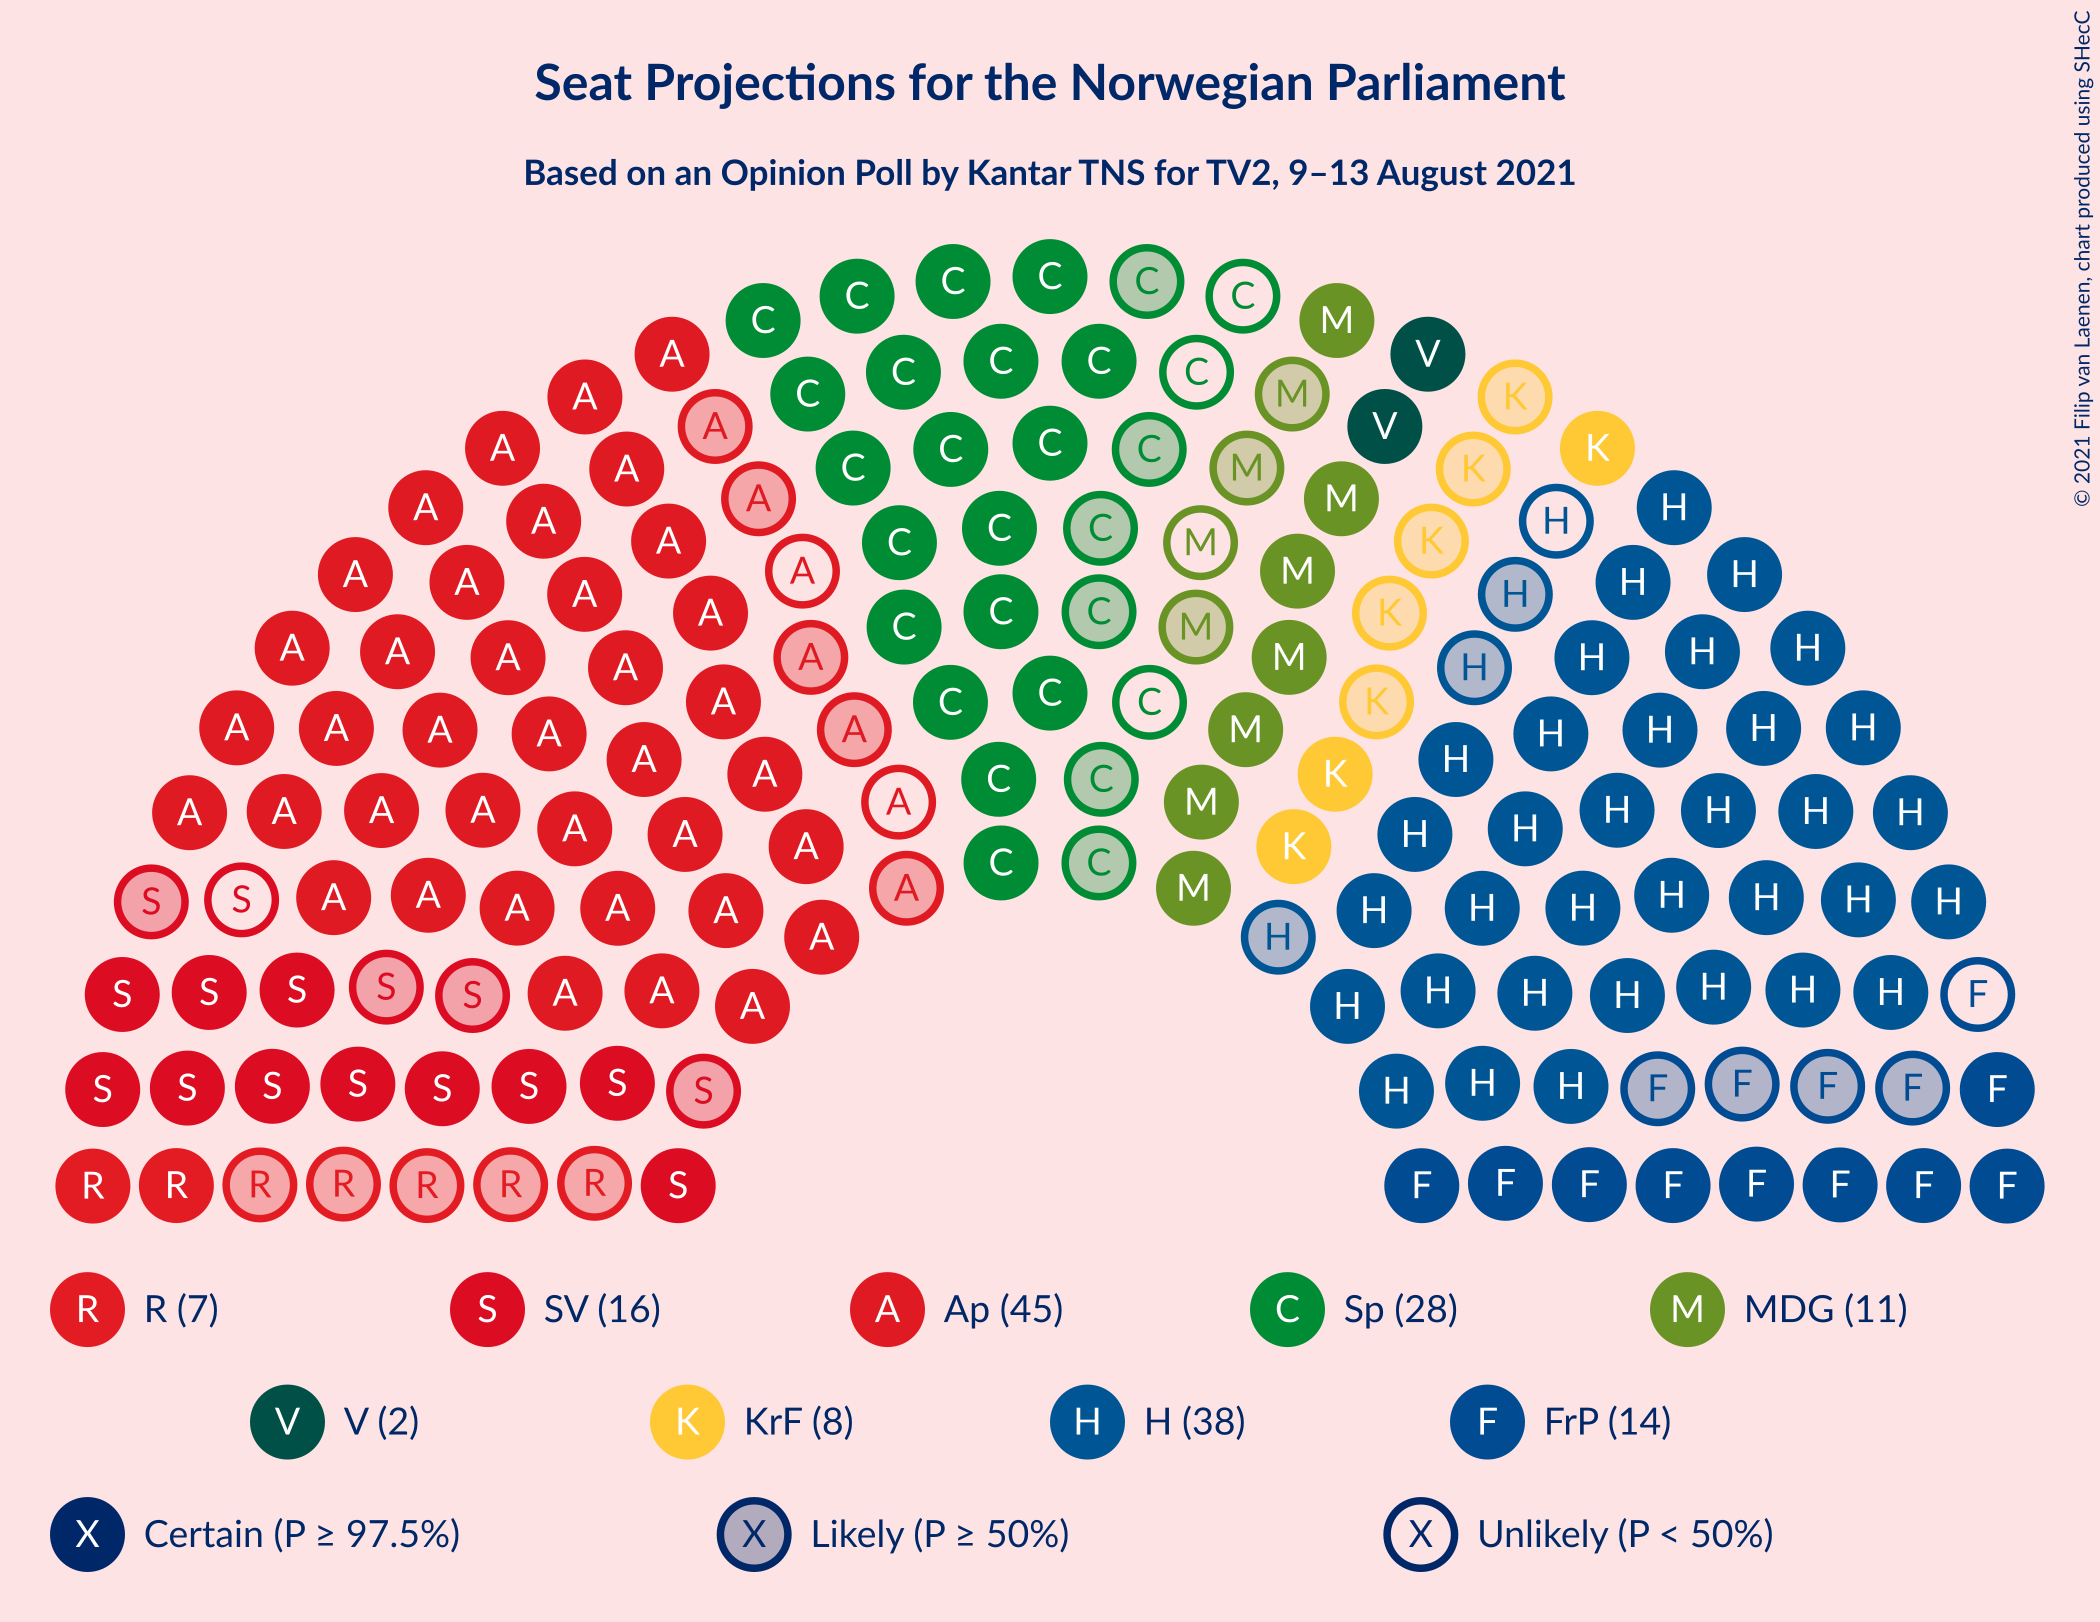 © 2021 Filip van Laenen, chart produced using SHecC
Seat Projections for the Norwegian Parliament
Based on an Opinion Poll by Kantar TNS for TV2, 9–13 August 2021
C C C C C
C M
A C C C C V
A C M K
A V
A C C C K
A C M K
A A M H
A A C C C M K H
A A A A M H H H
A C C C M K
A A A A A M H H H H
A C C C K
A A A A A M H H H H
A A C C K H
A A A A A M H H H H
A A A K H H
C C
S S A A A A A A M H H H H H H H
A H
S S S S S A A A H H H H H H H F
S S S S S S S S H H H F F F F F
R R R R R R R S F F F F F F F F
R R (7) S SV (16) A Ap (45) C Sp (28) M MDG (11)
V V (2) K KrF (8) H H (38) F FrP (14)
X Certain (P ≥ 97.5%) X Likely (P ≥ 50%) X Unlikely (P < 50%)